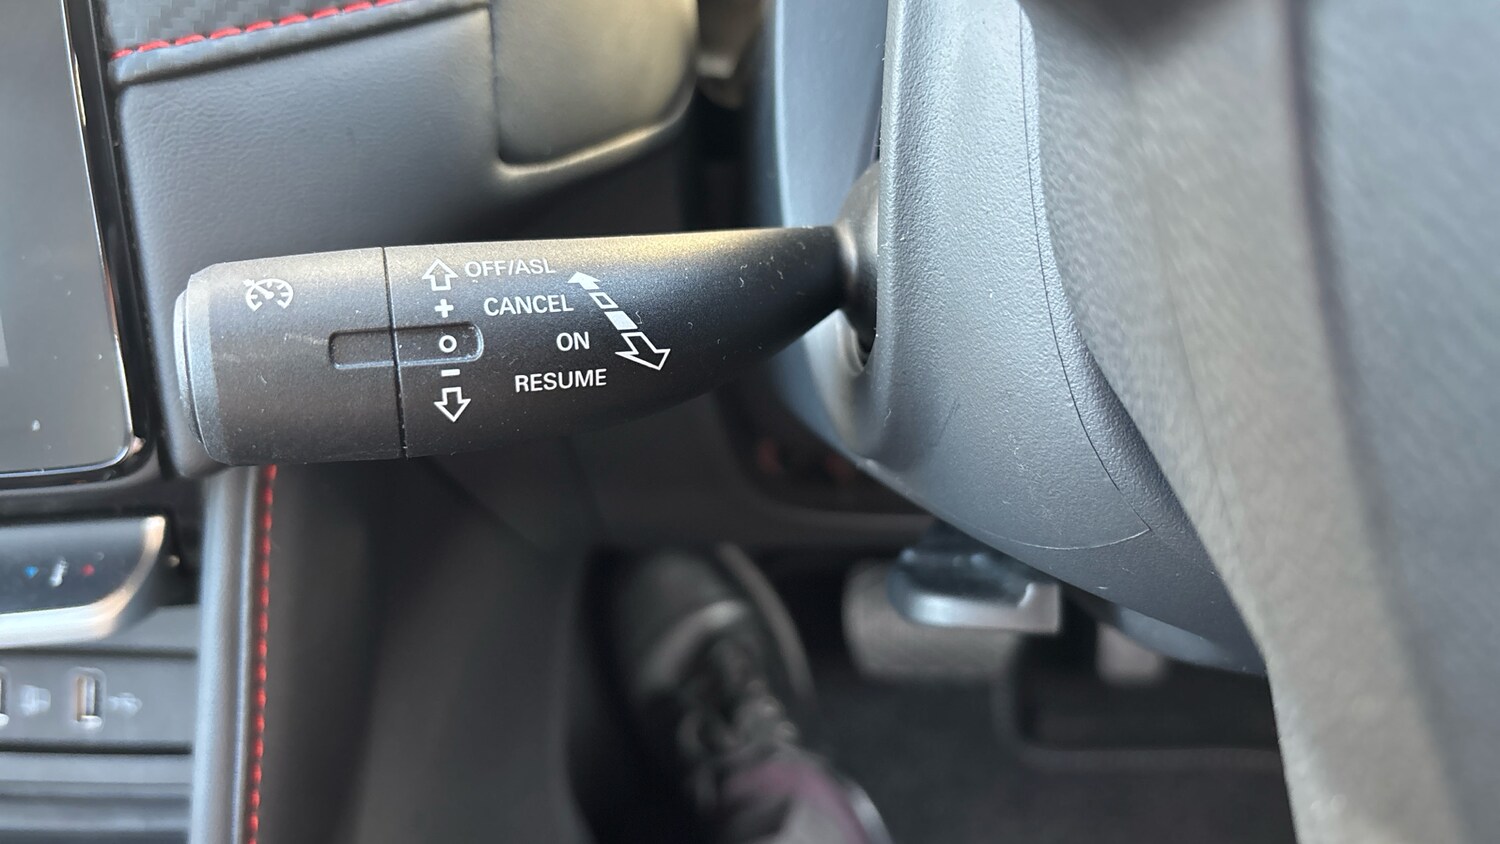 OFF/ASL
+ CANCEL
O ON
- RESUME